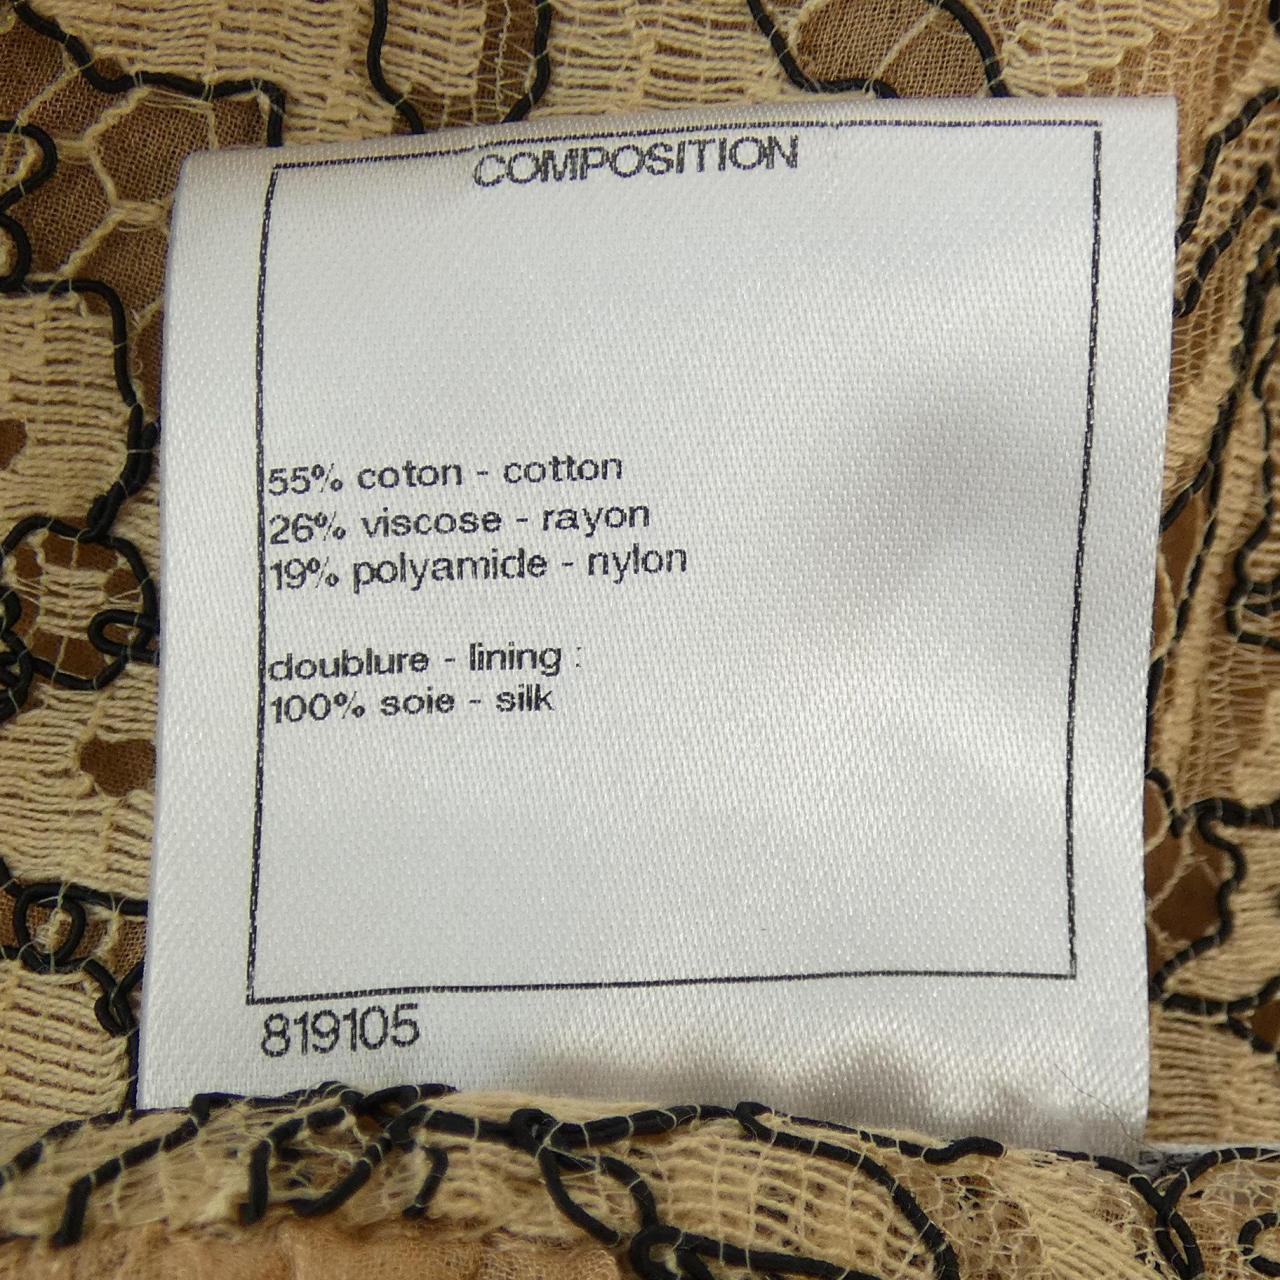 COMPOSITION
55% coton - cotton
26% viscose - rayon
19% polyamide - nylon
doublure - lining :
100% soie - silk
819105